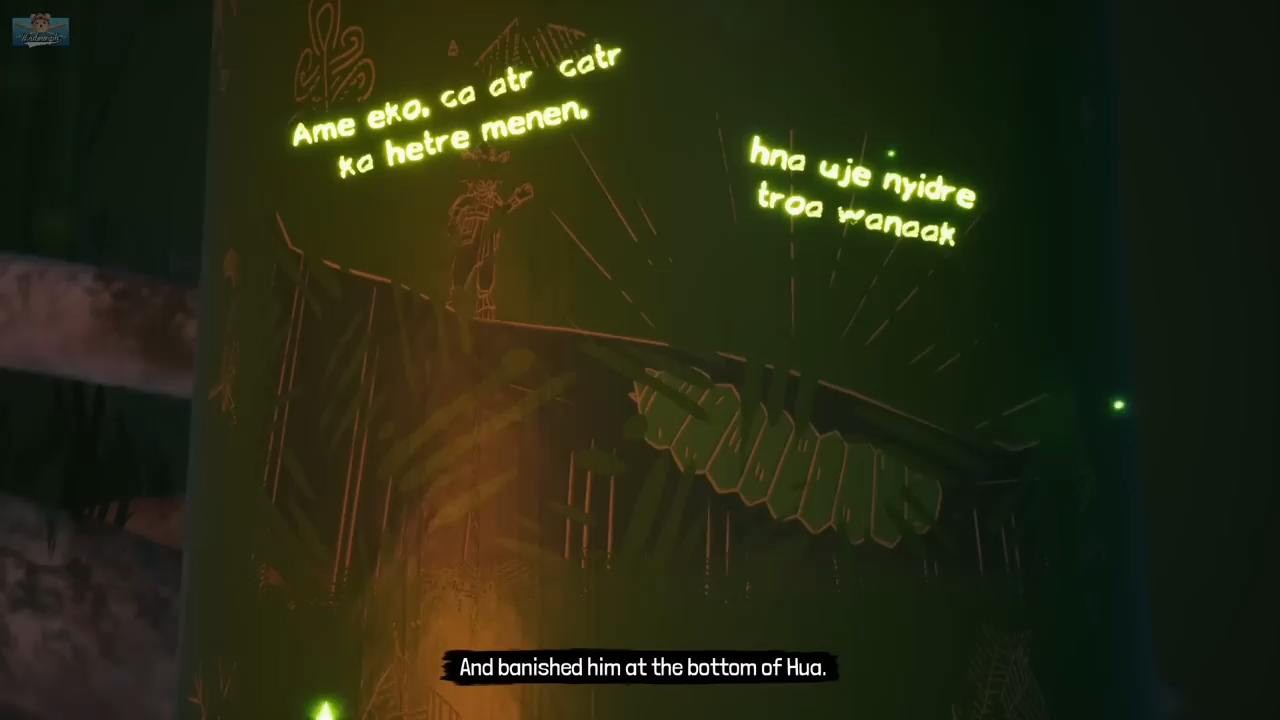 Ame eko, ca atr catr
ka hetre menen,
hna uje nyidre
troa wanaak
And banished him at the bottom of Hua.